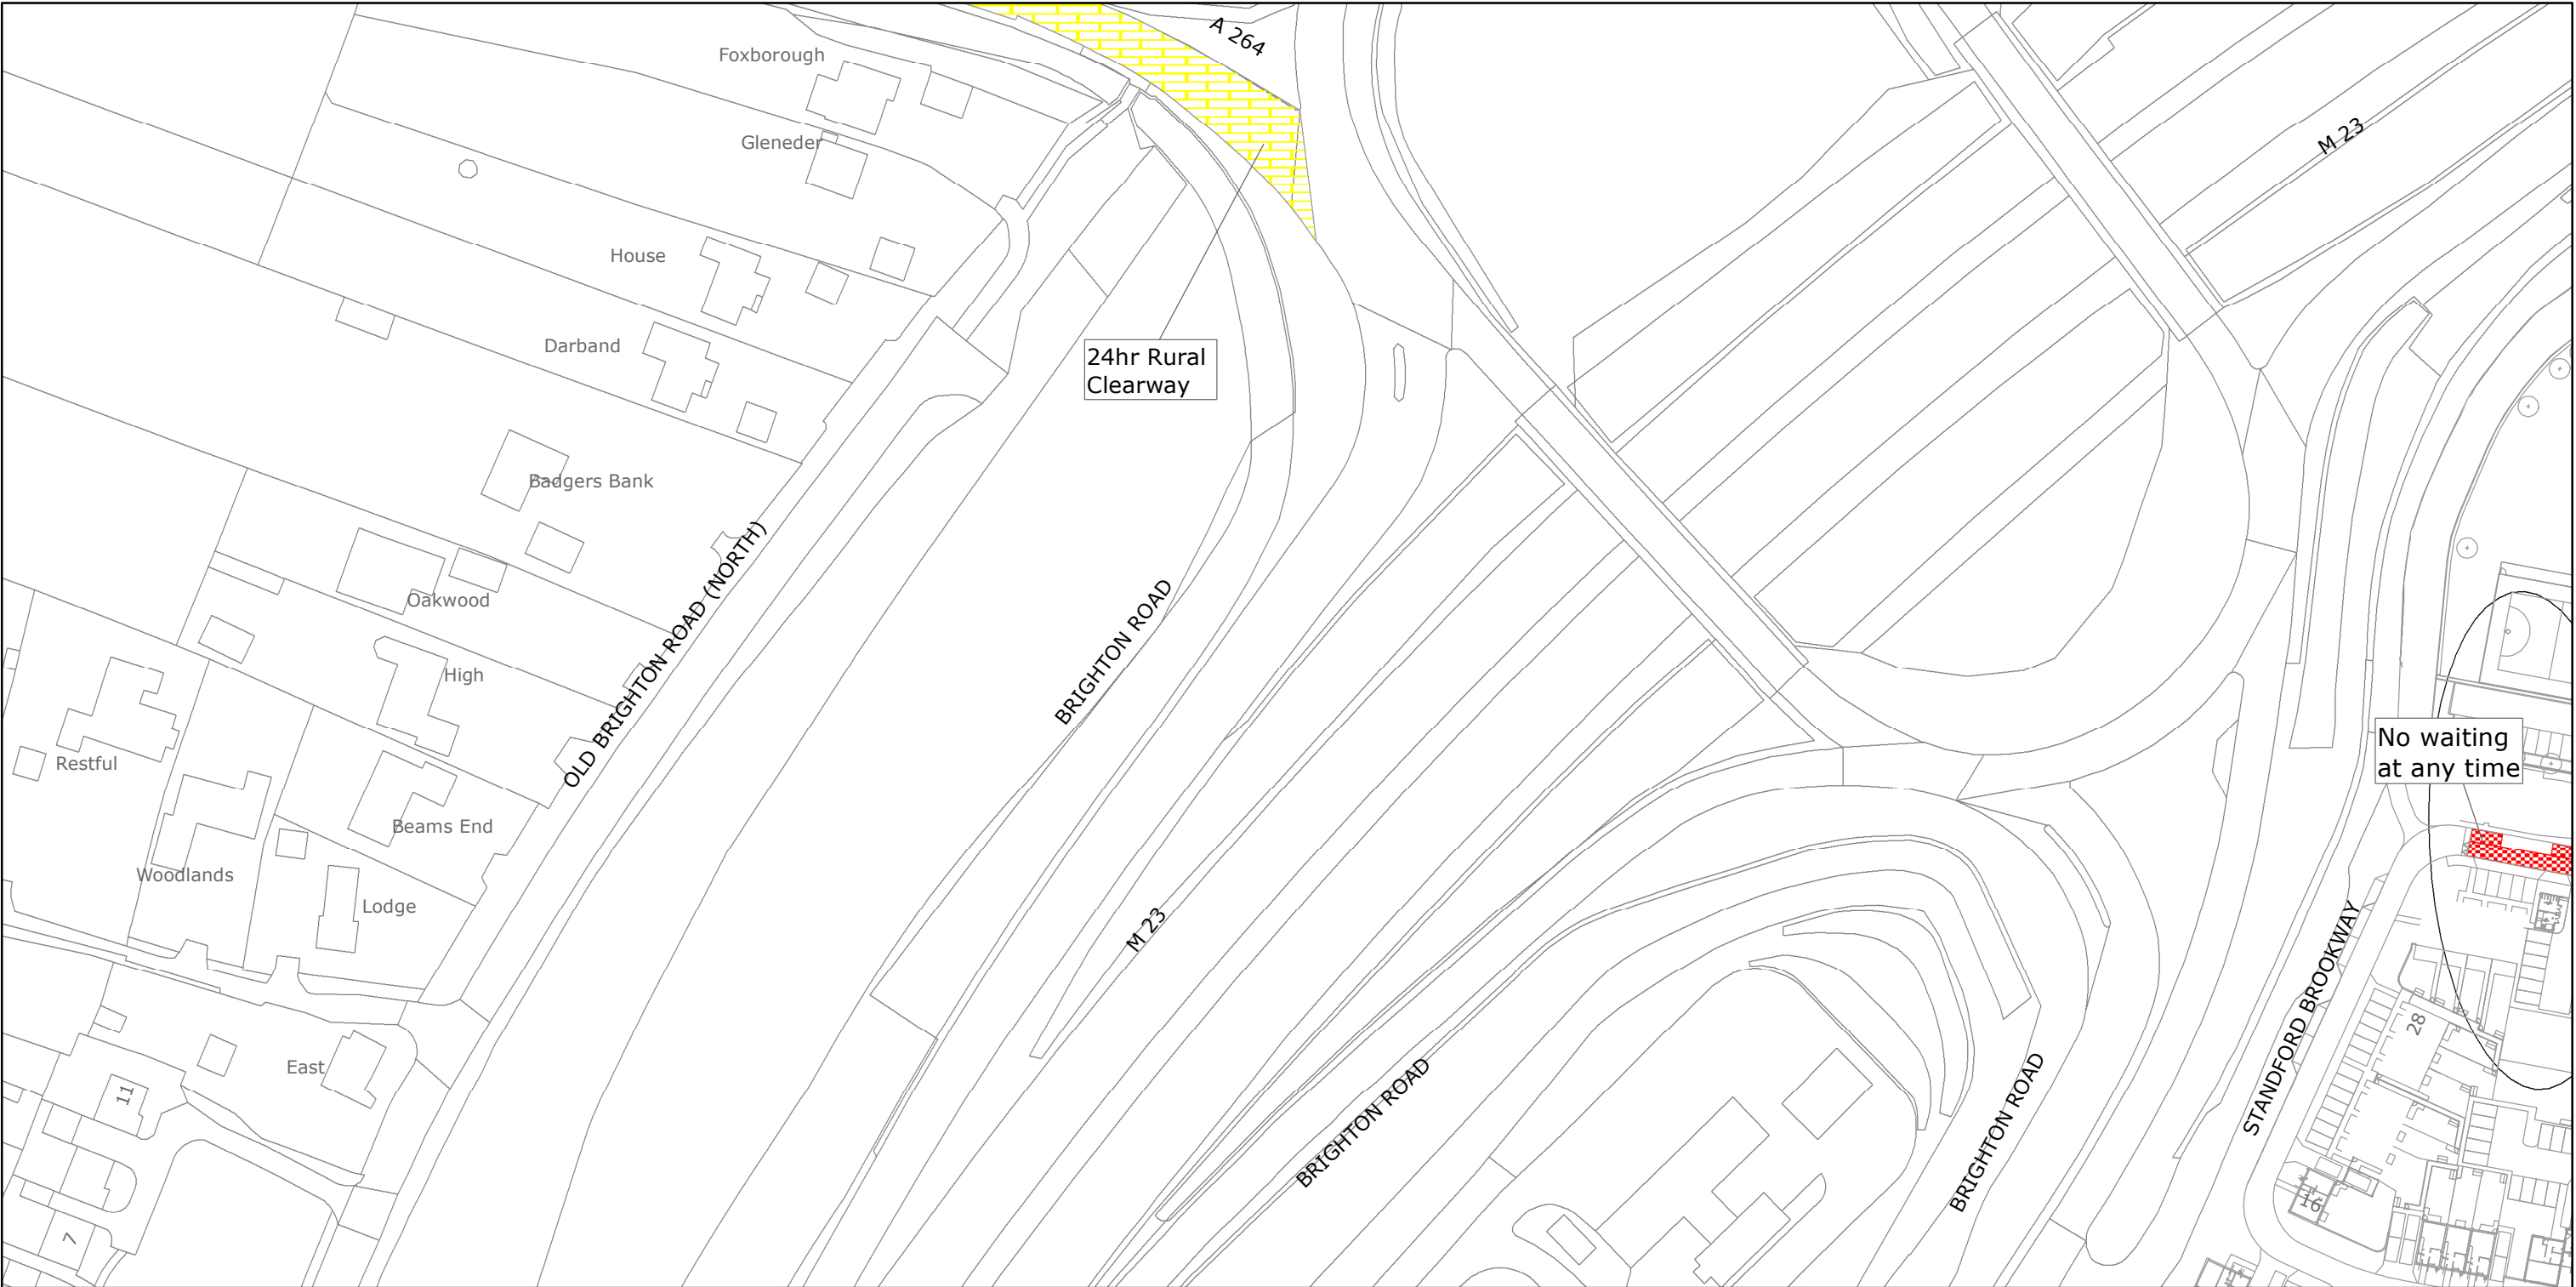 A 264
Foxborough
M 23
Gleneder
House
24hr Rural
Clearway
Darband
Badgers Bank
OLD BRIGHTON ROAD (NORTH)
Oakwood
BRIGHTON ROAD
High
No waiting
at any time
Restful
Beams End
Woodlands
Lodge
M 23
STANDFORD BROOKWAY
28
East
11
BRIGHTON ROAD
BRIGHTON ROAD
16
7